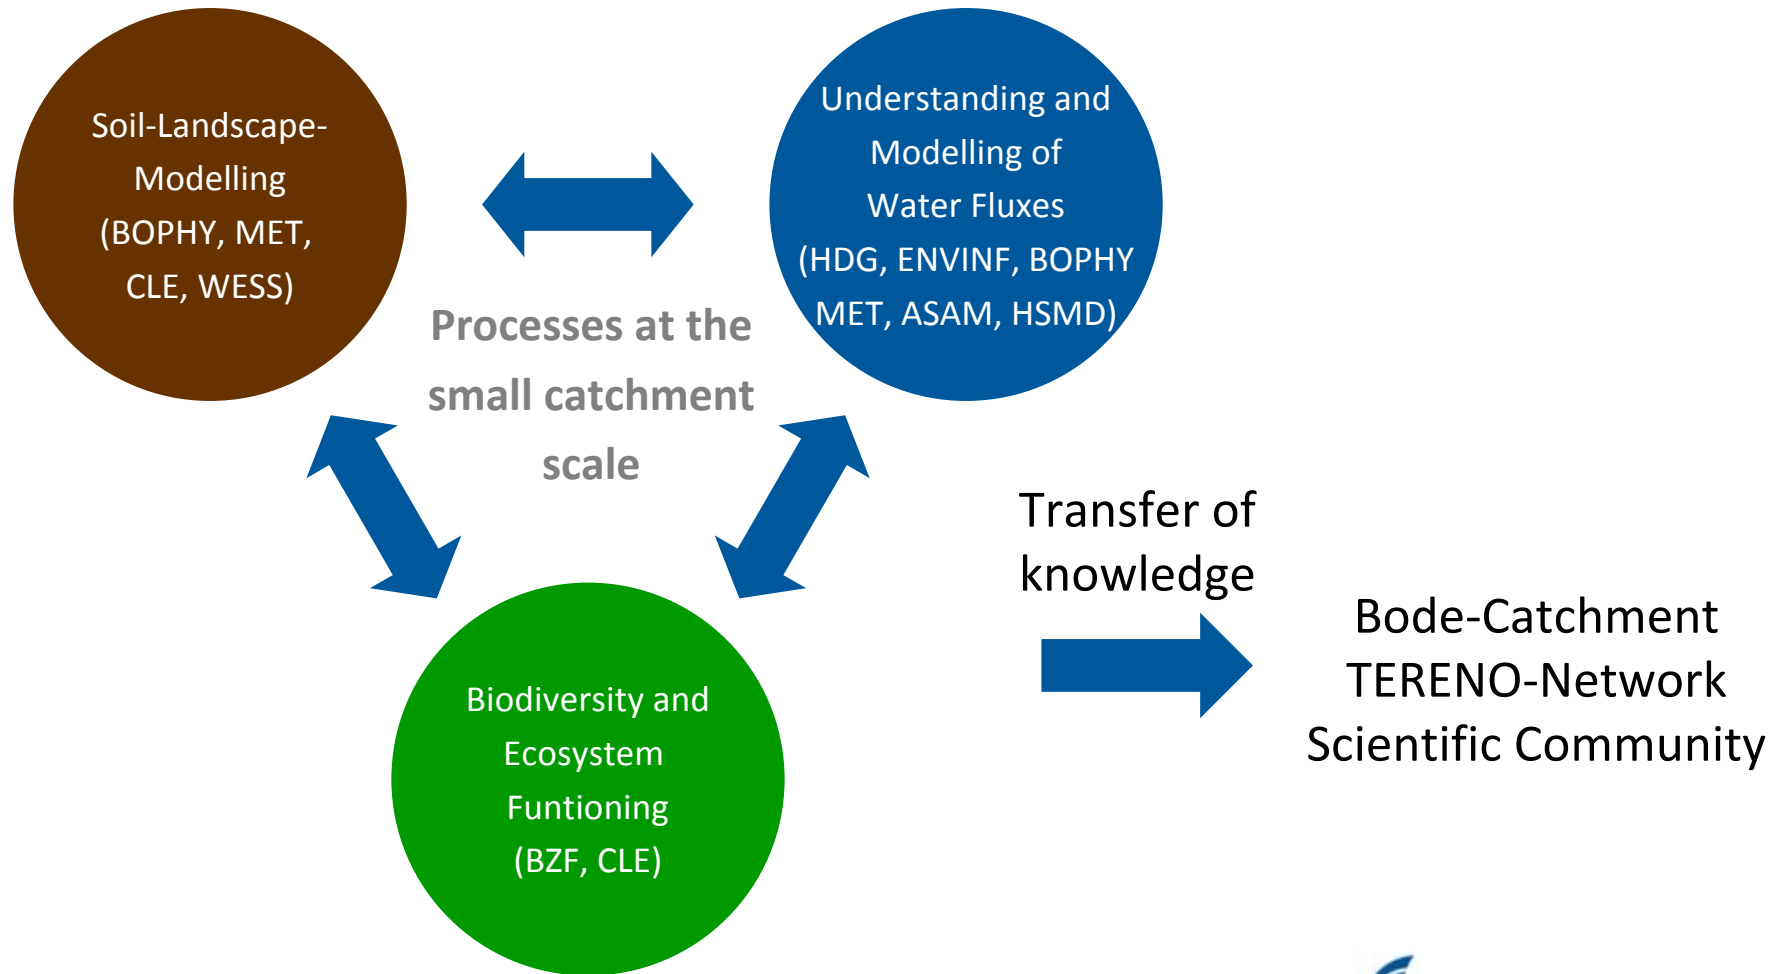 Soil-Landscape-
Modelling
(BOPHY, MET,
CLE, WESS)
Understanding and
Modelling of
Water Fluxes
(HDG, ENVINF, BOPHY
MET, ASAM, HSMD)
Processes at the
small catchment
scale
Biodiversity and
Ecosystem
Funtioning
(BZF, CLE)
Transfer of
knowledge
Bode-Catchment
TERENO-Network
Scientific Community